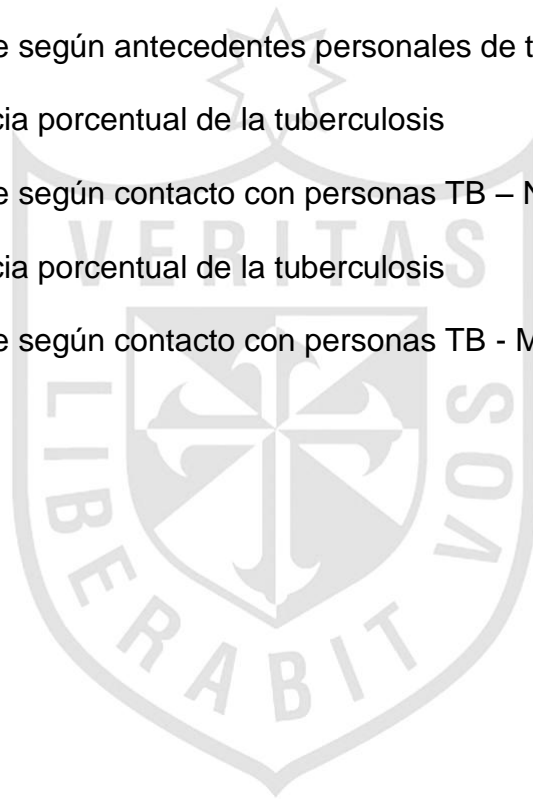 e según antecedentes personales de t
cia porcentual de la tuberculosis
e según contacto con personas TB – N
cia porcentual de la tuberculosis
e según contacto con personas TB - M
VERITAS
LIBERABIT
VOS